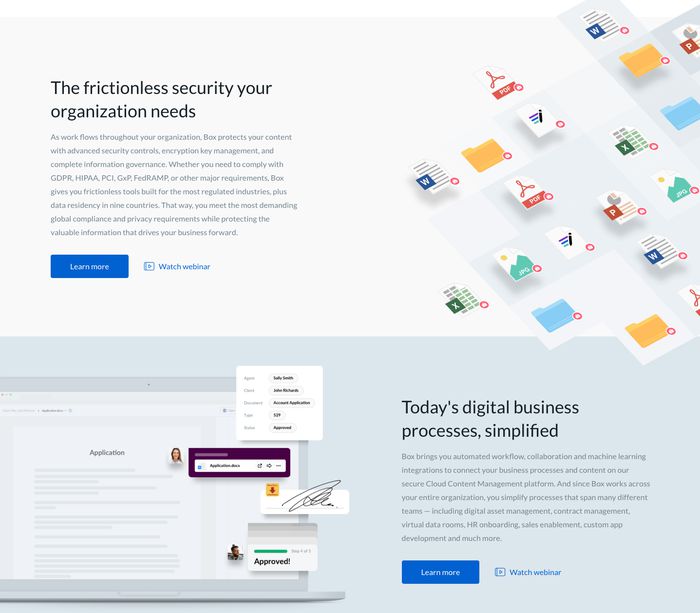 The frictionless security your
organization needs
As work flows throughout your organization, Box protects your content
with advanced security controls, encryption key management, and
complete information governance. Whether you need to comply with
GDPR, HIPAA, PCI, GxP, FedRAMP, or other major requirements, Box
gives you frictionless tools built for the most regulated industries, plus
data residency in nine countries. That way, you meet the most demanding
global compliance and privacy requirements while protecting the
valuable information that drives your business forward.
Learn more
Watch webinar
W
P
PDF
X
W
PDF
P
JPG
W
JPG
X
Agent Sally Smith
Client John Richards
Document Account Application
Type 529
Status Approved
Application
Application.docx
Step 4 of 5
Approved!
Today's digital business
processes, simplified
Box brings you automated workflow, collaboration and machine learning
integrations to connect your business processes and content on our
secure Cloud Content Management platform. And since Box works across
your entire organization, you simplify processes that span many different
teams — including digital asset management, contract management,
virtual data rooms, HR onboarding, sales enablement, custom app
development and much more.
Learn more
Watch webinar